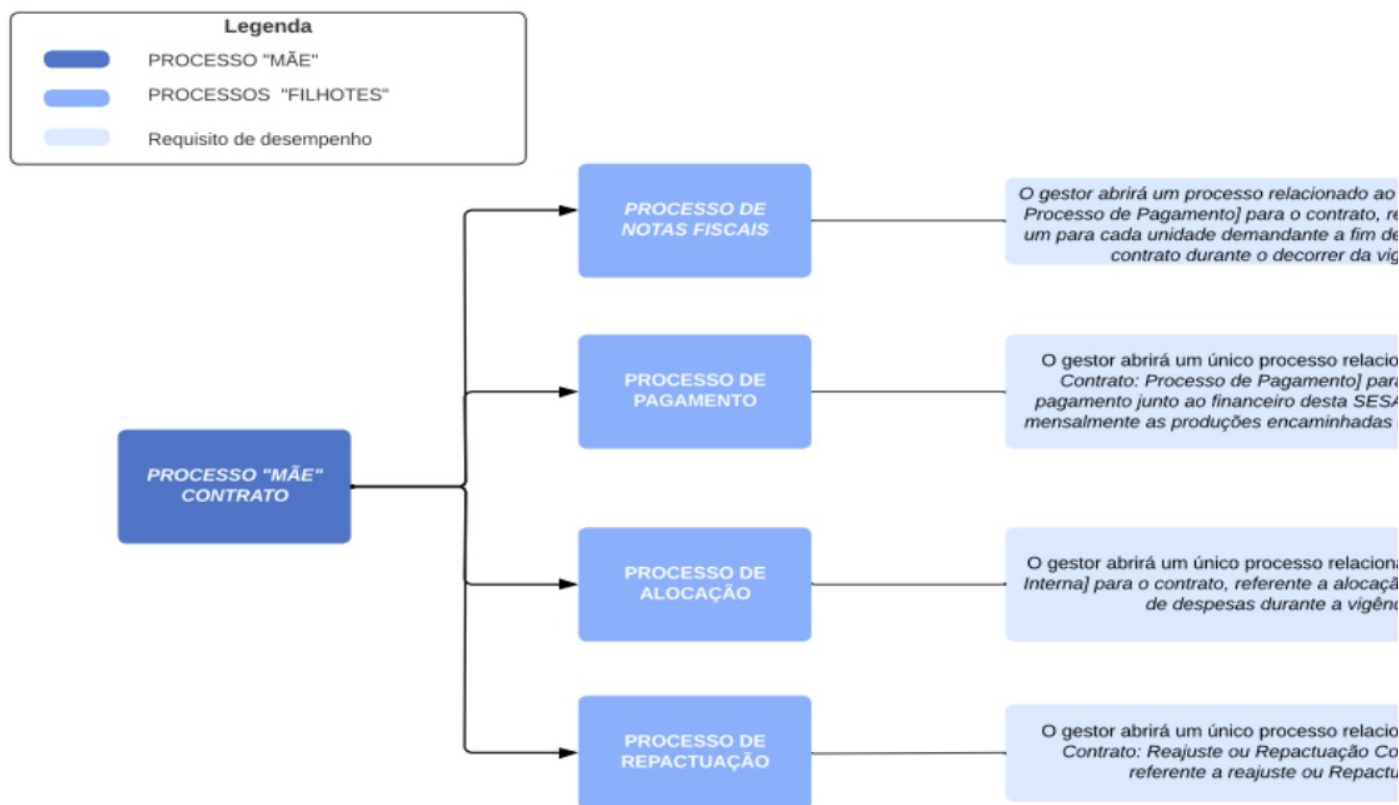 Legenda
PROCESSO "MÃE"
PROCESSOS "FILHOTES"
Requisito de desempenho
PROCESSO "MÃE"
CONTRATO
PROCESSO DE
NOTAS FISCAIS
O gestor abrirá um processo relacionado ao
Processo de Pagamento] para o contrato,
um para cada unidade demandante a fim de
contrato durante o decorrer da
PROCESSO DE
PAGAMENTO
O gestor abrirá um único processo
Contrato: Processo de Pagamento]
pagamento junto ao financeiro desta SESA
mensalmente as produções encaminhadas
PROCESSO DE
ALOCAÇÃO
O gestor abrirá um único processo
Interna] para o contrato, referente a
de despesas durante a
PROCESSO DE
REPACTUAÇÃO
O gestor abrirá um único processo
Contrato: Reajuste ou Repactuação
referente a reajuste ou